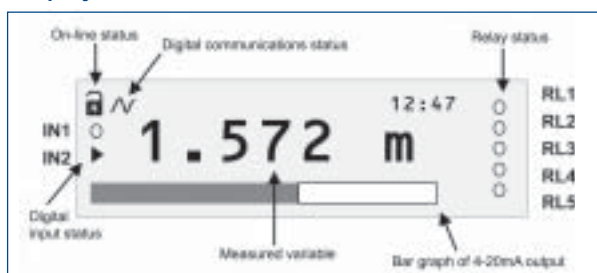 On-line status
Digital communications status
Relay status
12:47
RL1
IN1
1.572 m
RL2
IN2
RL3
RL4
RL5
Digital
input status
Measured variable
Bar graph of 4-20mA output